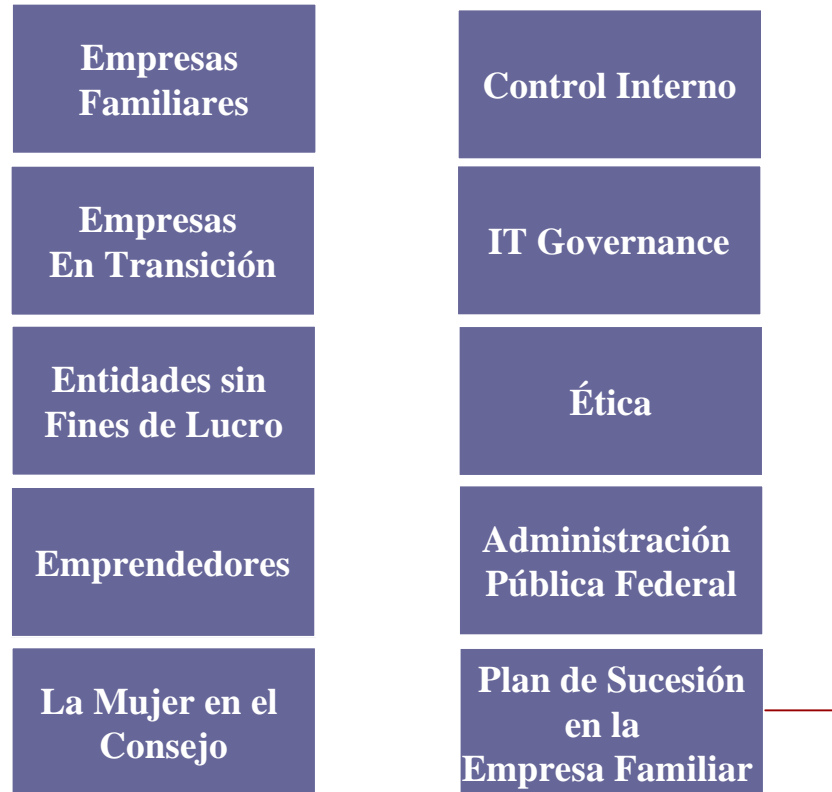 Empresas
Familiares
Empresas
En Transición
Entidades sin
Fines de Lucro
Emprendedores
La Mujer en el
Consejo
Control Interno
IT Governance
Ética
Administración
Pública Federal
Plan de Sucesión
en la
Empresa Familiar